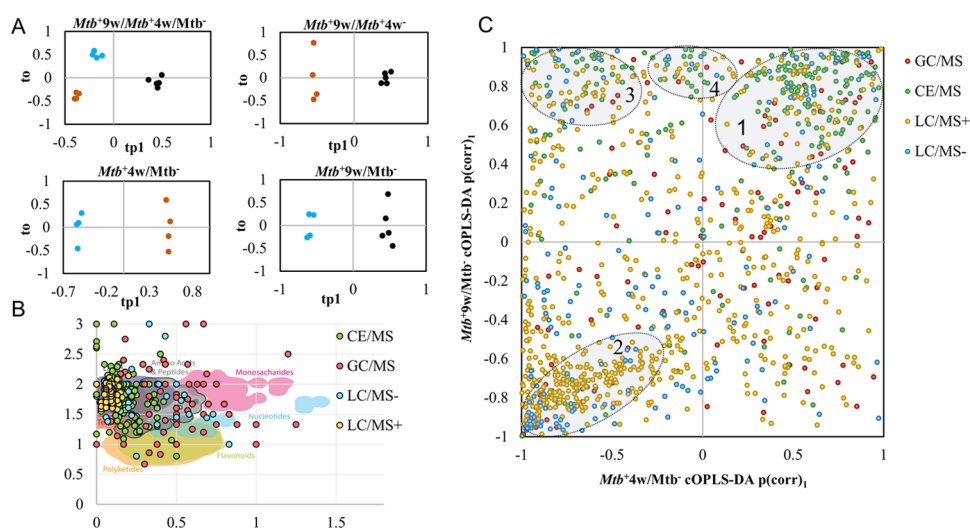 A
Mtb⁺9w/Mtb⁺4w/Mtb⁻
to
1
0.5
0
-0.5
-1
-0.5 0 0.5 1
tp1
Mtb⁺9w/Mtb⁺4w⁻
to
1
0.5
0
-0.5
-1
-1 0 1
tp1
Mtb⁺4w/Mtb⁻
to
1
0.5
0
-0.5
-1
-0.7 -0.2 0.3 0.8
tp1
Mtb⁺9w/Mtb⁻
to
1
0.5
0
-0.5
-1
-1 0 1
tp1
B
3
2.5
2
1.5
1
0.5
0
0 0.5 1 1.5
Amino Acids
& Peptides
Monosacharides
Nucleotides
Flavonoids
Polyketides
CE/MS
GC/MS
LC/MS-
LC/MS+
C
Mtb⁺9w/Mtb⁻ cOPLS-DA p(corr)₁
1
0.8
0.6
0.4
0.2
0
-0.2
-0.4
-0.6
-0.8
-1
-1 -0.5 0 0.5 1
Mtb⁺4w/Mtb⁻ cOPLS-DA p(corr)₁
3
4
1
2
GC/MS
CE/MS
LC/MS+
LC/MS-